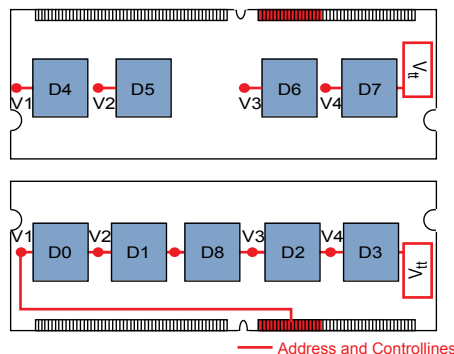 D4 D5 D6 D7 Vtt
V1 V2 V3 V4
V1 V2 V3 V4
D0 D1 D8 D2 D3 Vtt
Address and Controllines